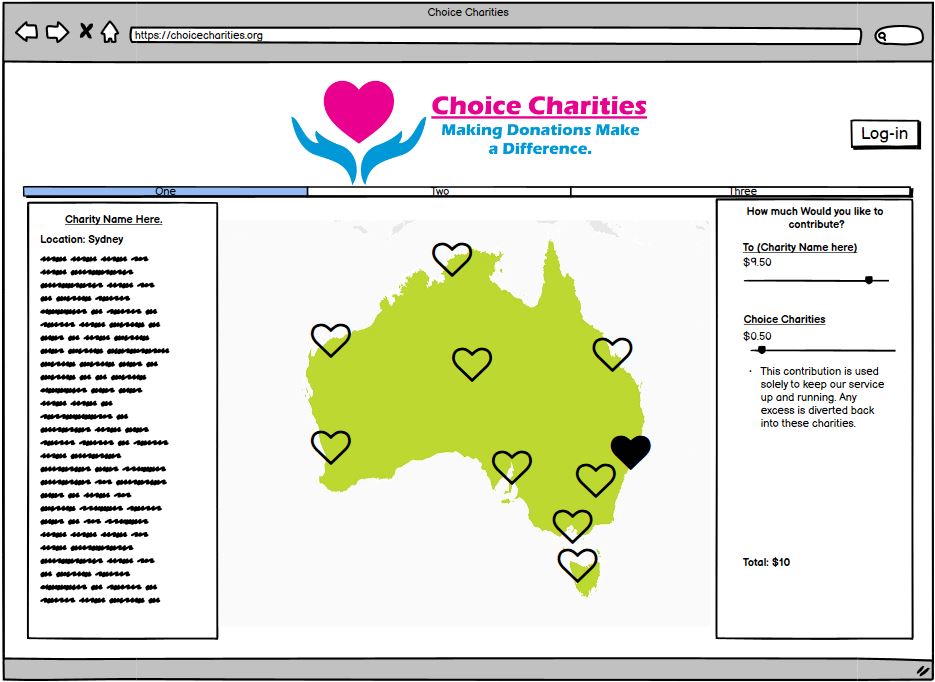 Choice Charities
https://choicecharities.org
Choice Charities
Making Donations Make
a Difference.
Log-in
One
Two
Three
Charity Name Here.
Location: Sydney
How much Would you like to
contribute?
To (Charity Name here)
$9.50
Choice Charities
$0.50
· This contribution is used
solely to keep our service
up and running. Any
excess is diverted back
into these charities.
Total: $10